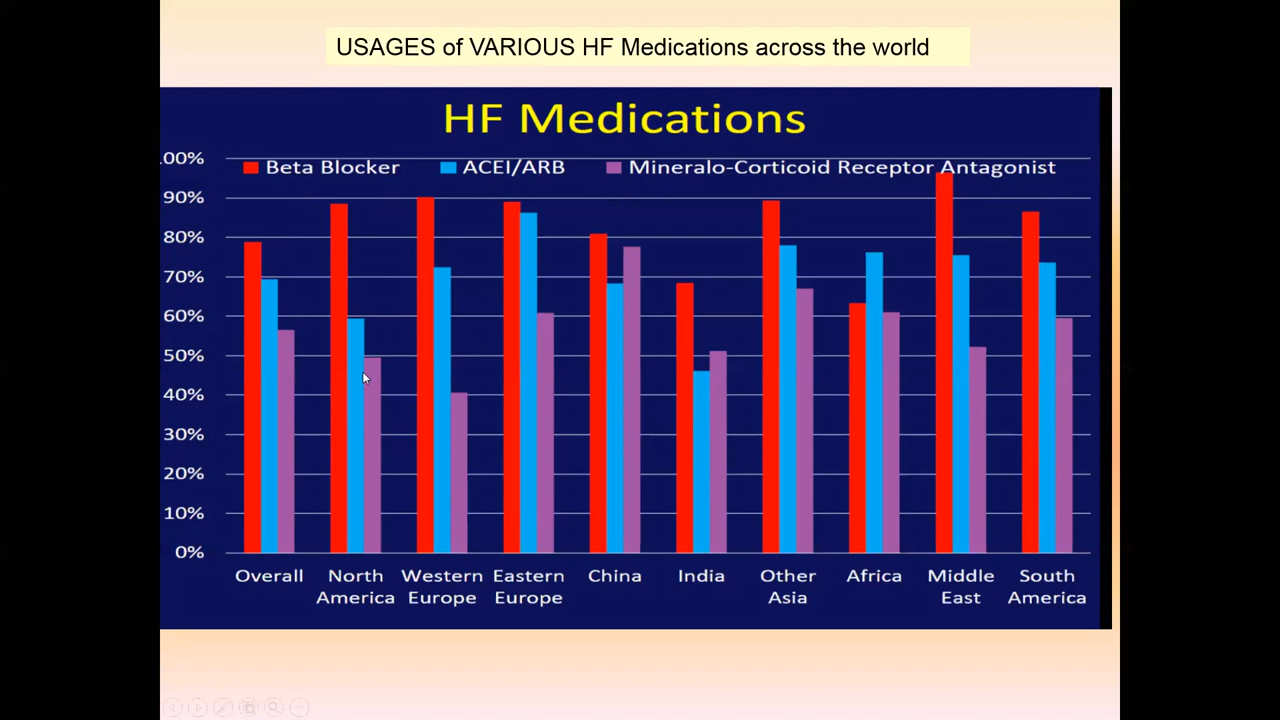 USAGES of VARIOUS HF Medications across the world
HF Medications
Beta Blocker ACEI/ARB Mineralo-Corticoid Receptor Antagonist
.00%
90%
80%
70%
60%
50%
40%
30%
20%
10%
0%
Overall North America Western Europe Eastern Europe China India Other Asia Africa Middle East South America